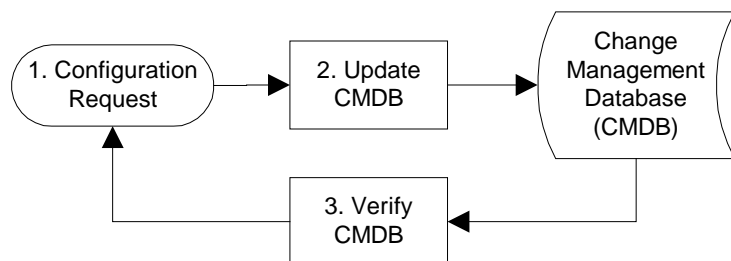 1. Configuration
Request
2. Update
CMDB
Change
Management
Database
(CMDB)
3. Verify
CMDB